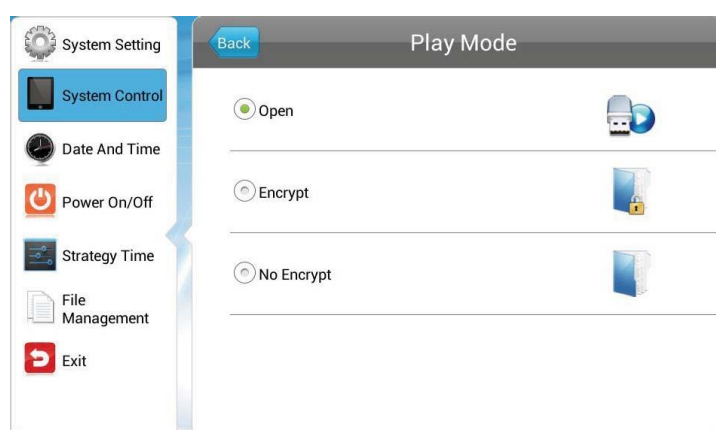 System Setting
System Control
Date And Time
Power On/Off
Strategy Time
File
Management
Exit
Back
Play Mode
Open
Encrypt
No Encrypt